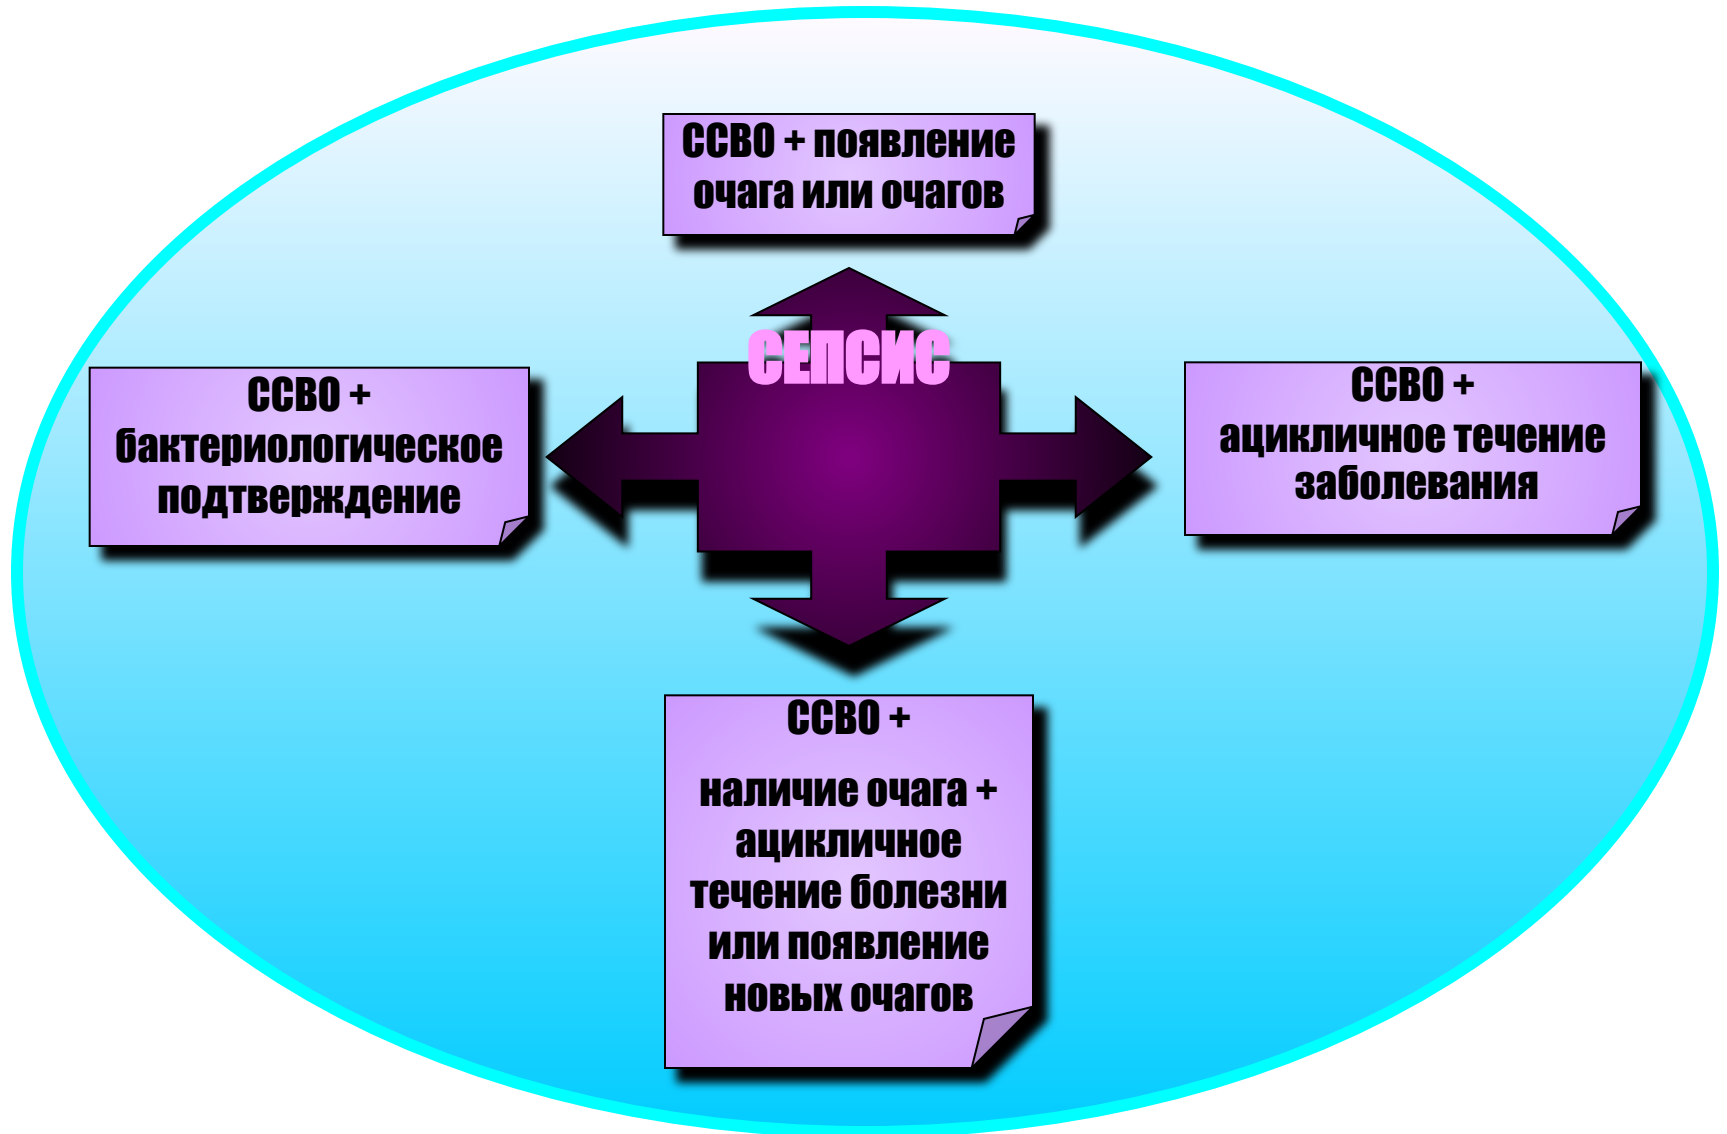 ССВО + появление
очага или очагов
СЕПСИС
ССВО +
бактериологическое
подтверждение
ССВО +
ацикличное течение
заболевания
ССВО +
наличие очага +
ацикличное
течение болезни
или появление
новых очагов